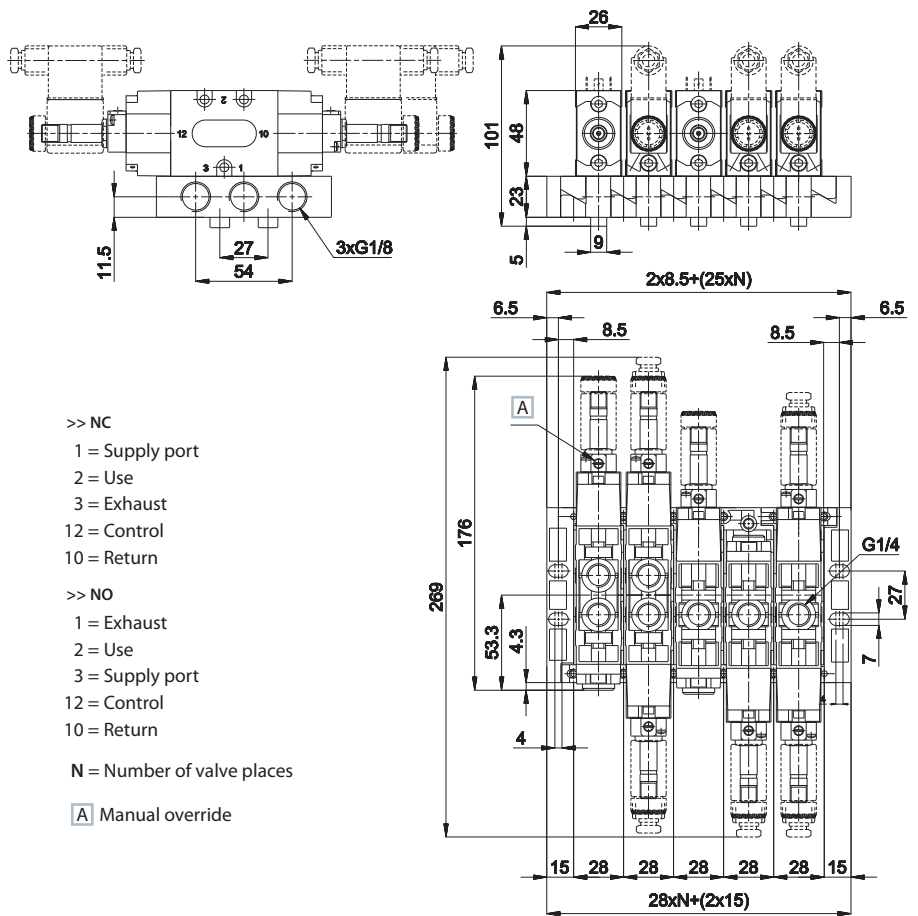 26
2
12
10
3
1
101
48
23
5
9
11.5
27
54
3xG1/8
2x8.5+(25xN)
6.5
6.5
8.5
8.5
A
>> NC
1 = Supply port
2 = Use
3 = Exhaust
12 = Control
10 = Return
>> NO
1 = Exhaust
2 = Use
3 = Supply port
12 = Control
10 = Return
N = Number of valve places
A Manual override
269
176
53.3
4.3
4
G1/4
27
7
15
28
28
28
28
28
15
28xN+(2x15)